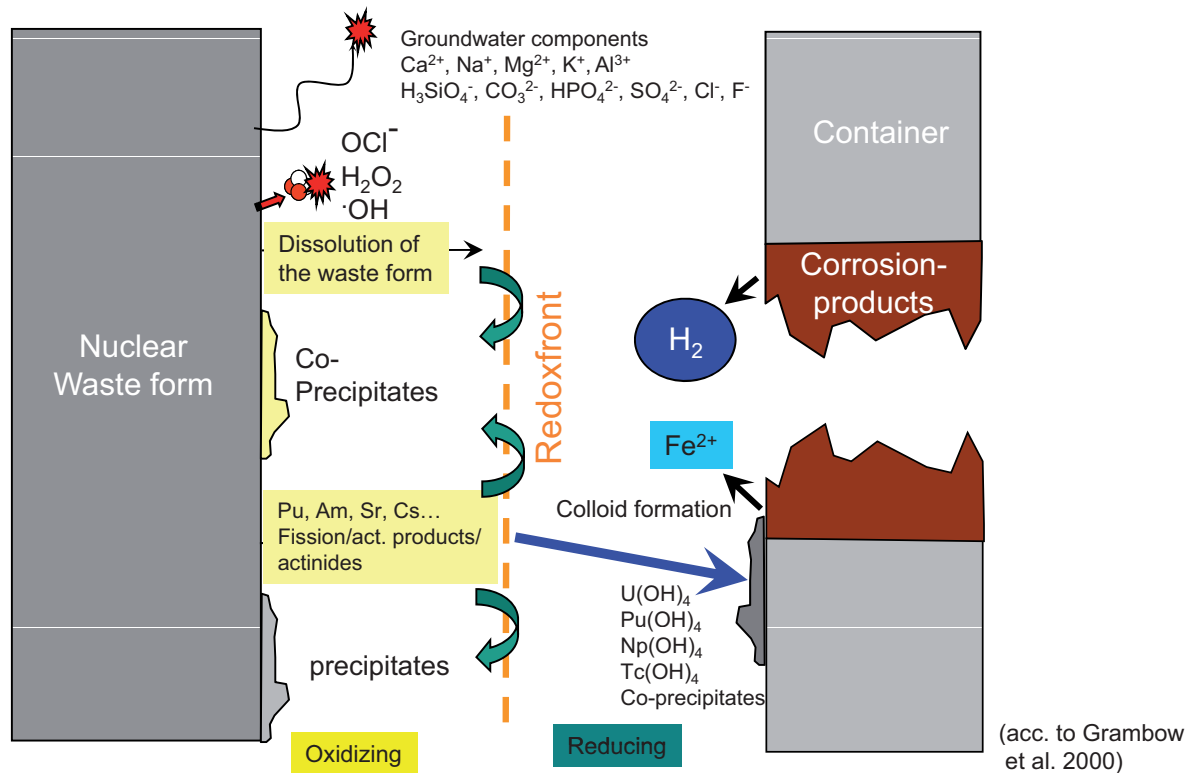 Groundwater components
Ca²⁺, Na⁺, Mg²⁺, K⁺, Al³⁺
H₃SiO₄⁻, CO₃²⁻, HPO₄²⁻, SO₄²⁻, Cl⁻, F⁻
Container
OCl⁻
H₂O₂
·OH
Dissolution of
the waste form
Corrosion-
products
Redoxfront
H₂
Nuclear
Waste form
Co-
Precipitates
Fe²⁺
Pu, Am, Sr, Cs...
Fission/act. products/
actinides
Colloid formation
U(OH)₄
Pu(OH)₄
Np(OH)₄
Tc(OH)₄
Co-precipitates
precipitates
Oxidizing
Reducing
(acc. to Grambow
et al. 2000)